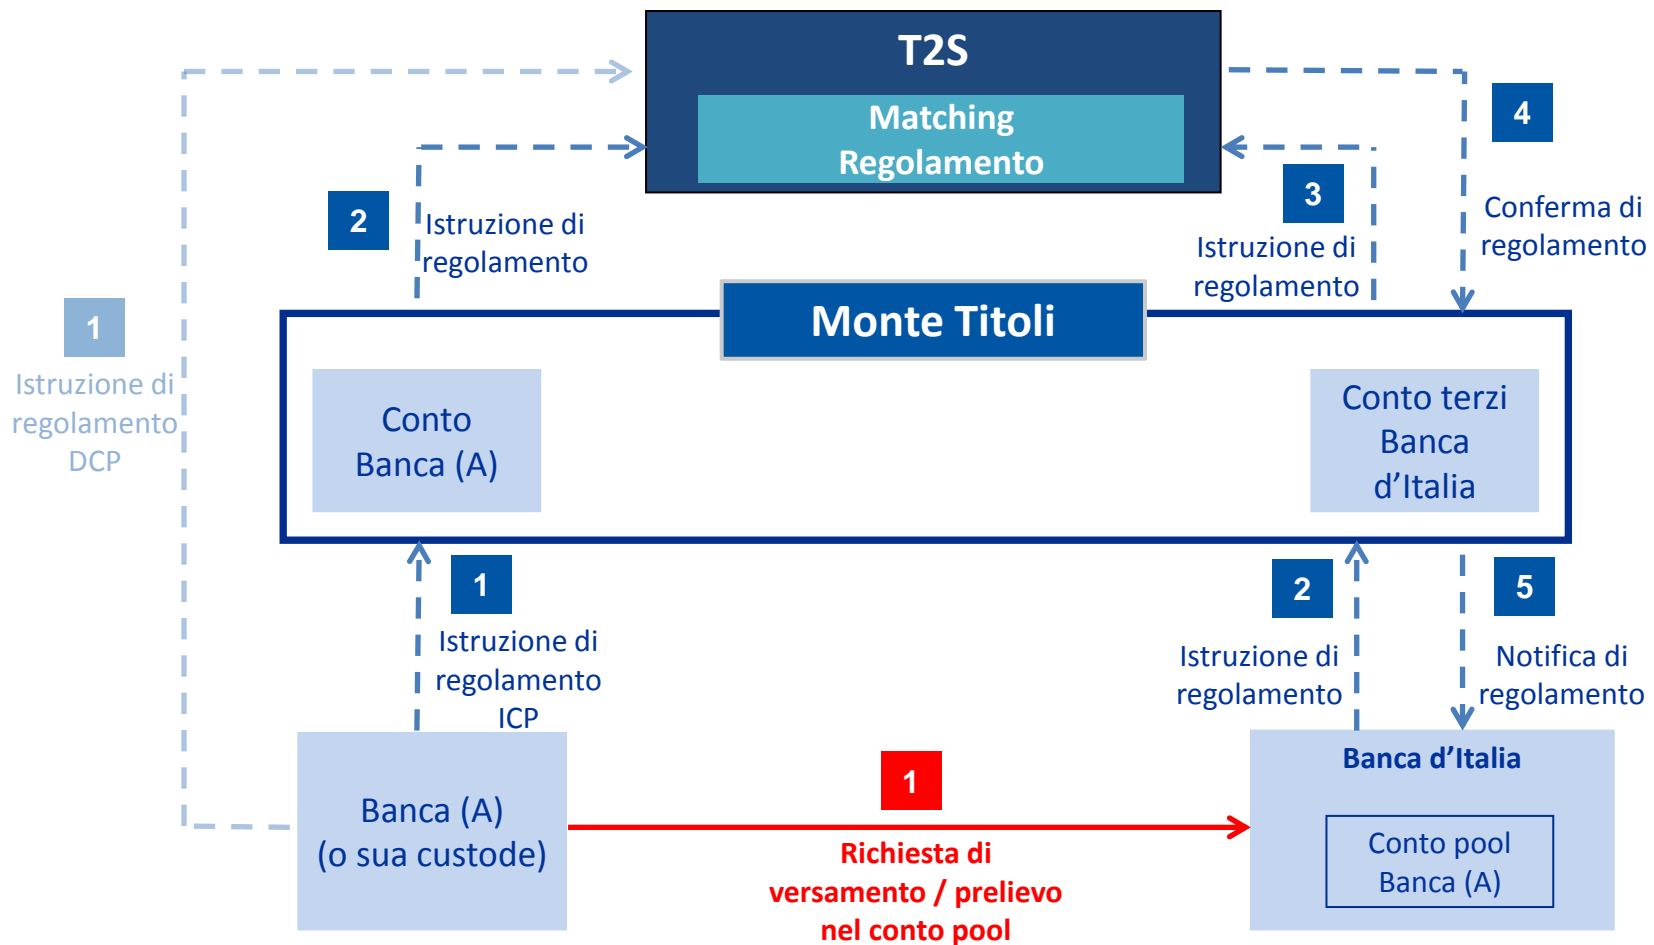 T2S
Matching
Regolamento
4
2
3
Istruzione di
regolamento
Istruzione di
regolamento
Conferma di
regolamento
1
Istruzione di
regolamento
DCP
Monte Titoli
Conto
Banca (A)
Conto terzi
Banca
d’Italia
1
Istruzione di
regolamento
ICP
2
Istruzione di
regolamento
5
Notifica di
regolamento
Banca (A)
(o sua custode)
1
Richiesta di
versamento / prelievo
nel conto pool
Banca d’Italia
Conto pool
Banca (A)